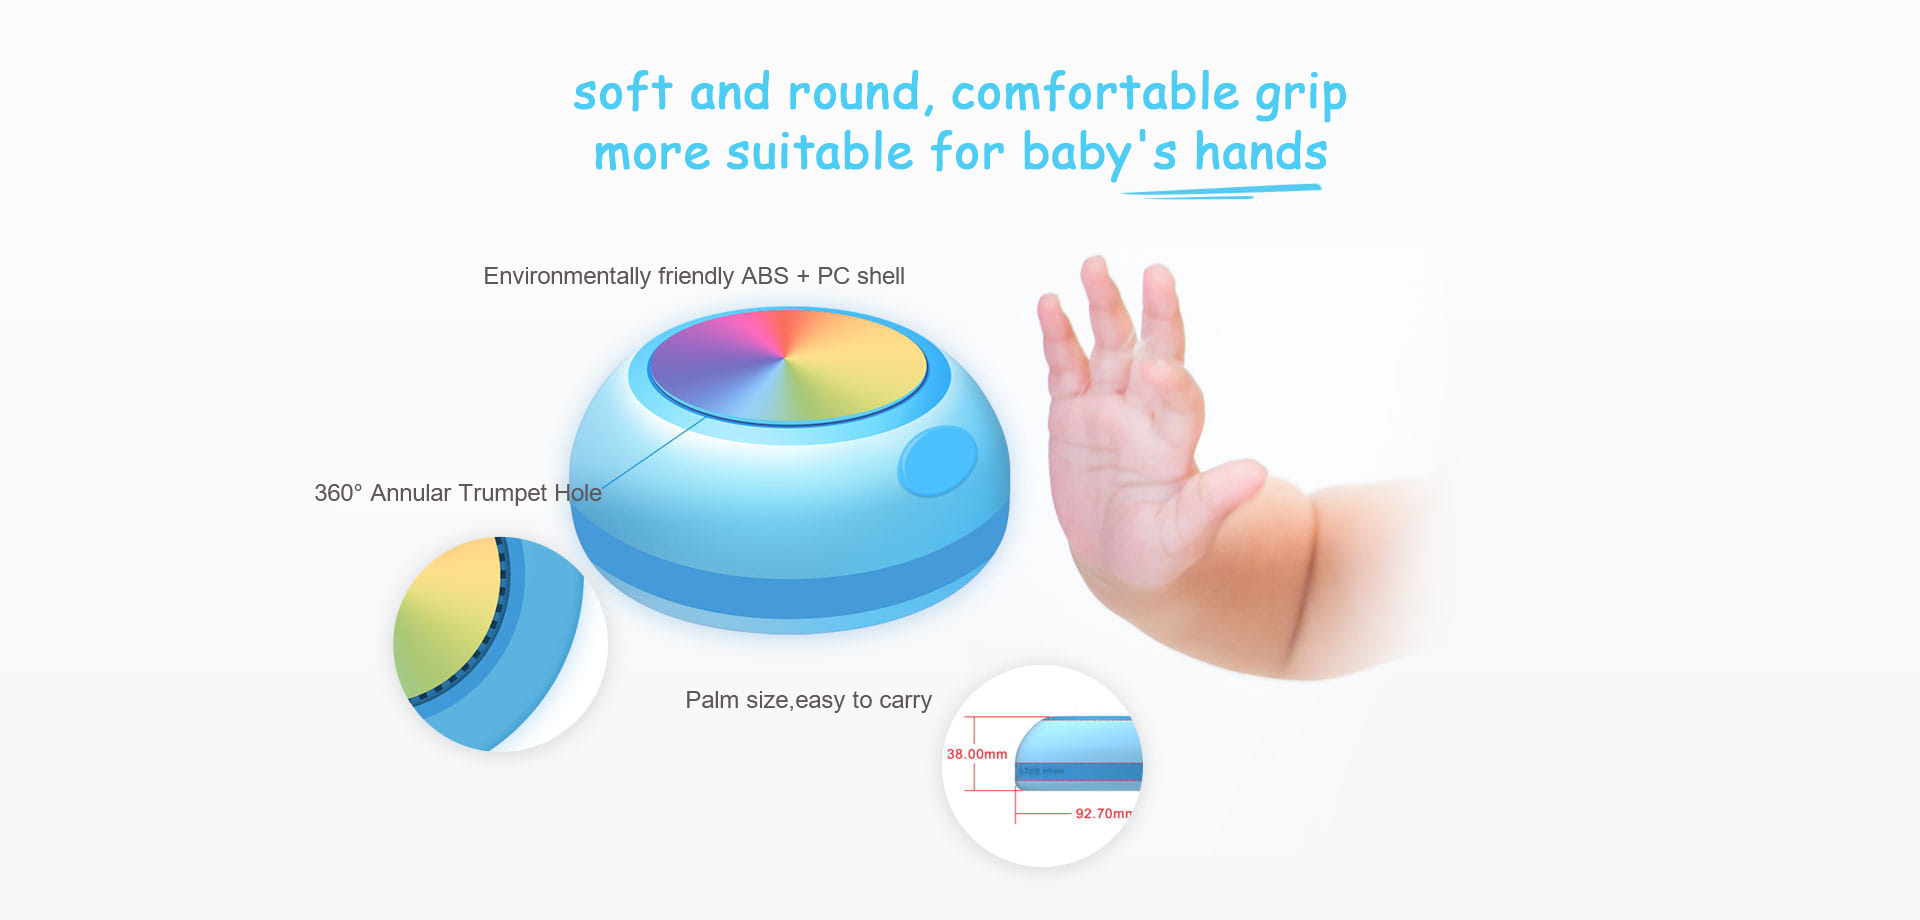 soft and round, comfortable grip
more suitable for baby's hands
Environmentally friendly ABS + PC shell
360° Annular Trumpet Hole
Palm size,easy to carry
38.00mm
92.70mm